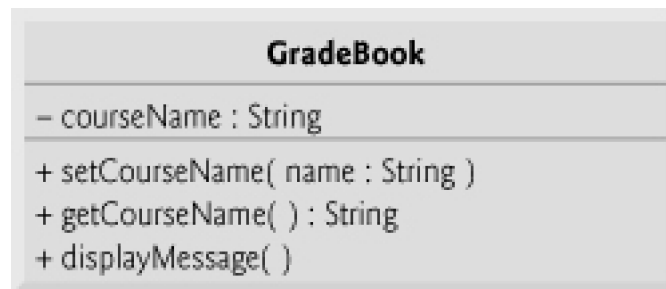 GradeBook
– courseName : String
+ setCourseName( name : String )
+ getCourseName( ) : String
+ displayMessage( )